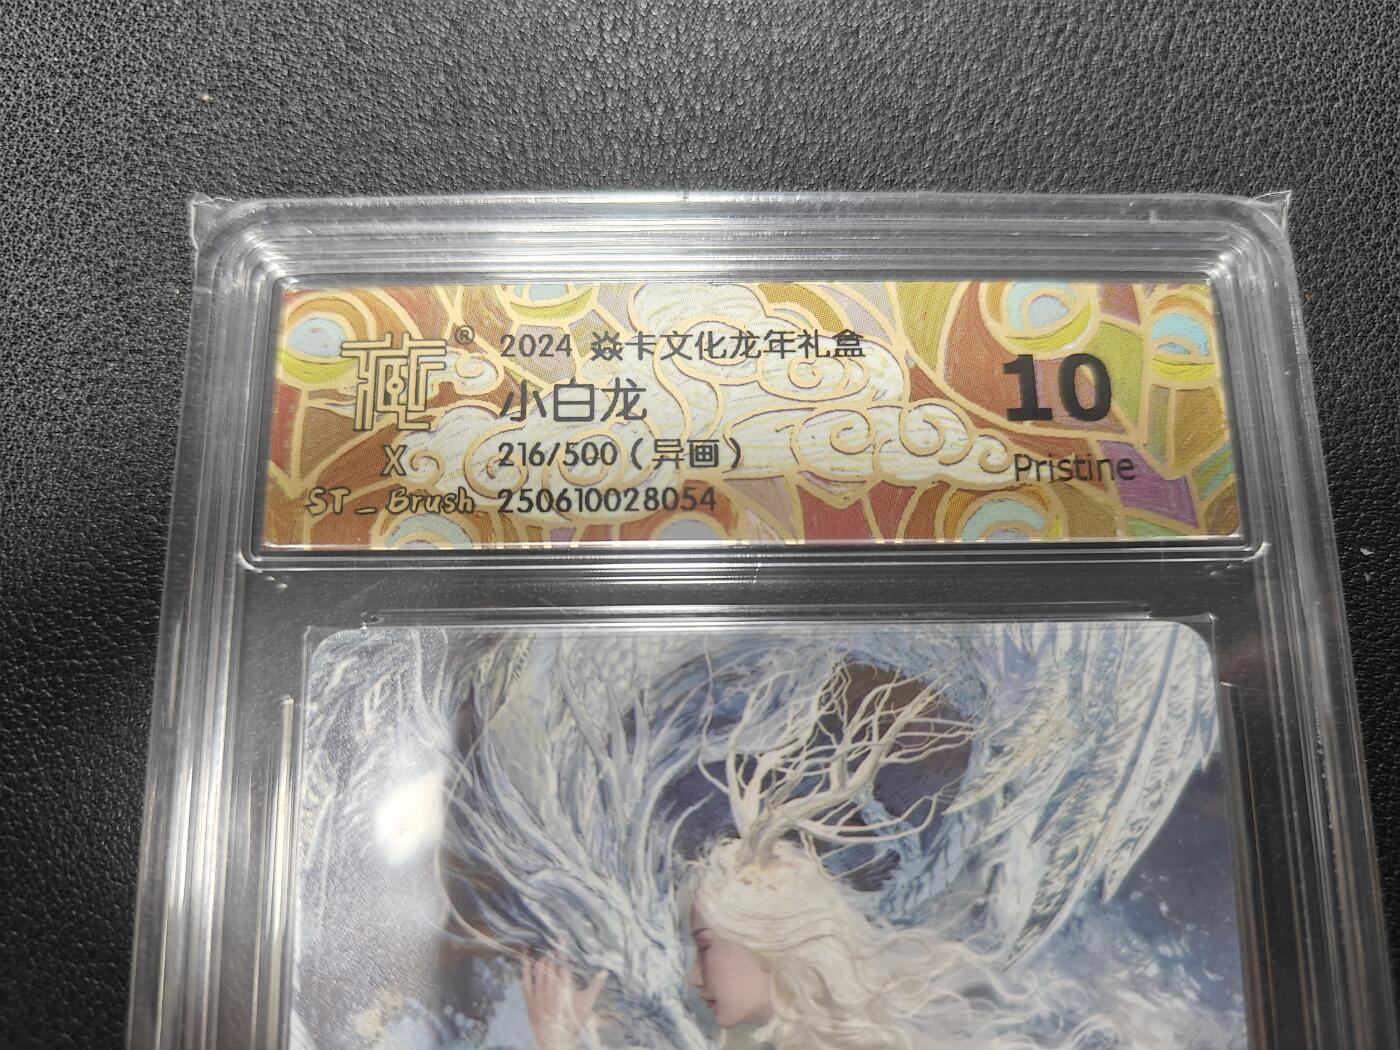 藏®
X
ST _ Brush
2024 焱卡文化龙年礼盒
小白龙
216/500（异画）
250610028054
10
Pristine